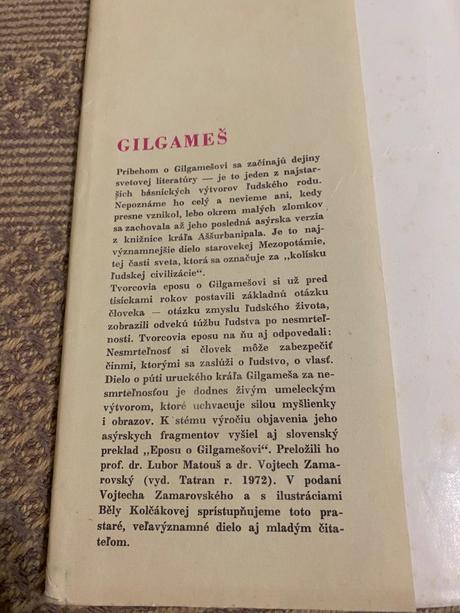 GILGAMEŠ
Príbehom o Gilgamešovi sa začínajú dejiny
svetovej literatúry — je to jeden z najstar-
ších básnických výtvorov ľudského rodu.
Nepoznáme ho celý a nevieme ani, kedy
presne vznikol, lebo okrem malých zlomkov
sa zachovala až jeho posledná asýrska verzia
z knižnice kráľa Aššurbanipala. Je to naj-
významnejšie dielo starovekej Mezopotámie,
tej časti sveta, ktorá sa označuje za „kolísku
ľudskej civilizácie“.
Tvorcovia eposu o Gilgamešovi si už pred
tisíckami rokov postavili základnú otázku
človeka — otázku zmyslu ľudského života,
zobrazili odvekú túžbu ľudstva po nesmrteľ-
nosti. Tvorcovia eposu na ňu aj odpovedali:
Nesmrteľnosť si človek môže zabezpečiť
činmi, ktorými sa zaslúži o ľudstvo, o vlasť.
Dielo o púti uruckého kráľa Gilgameša za ne-
smrteľnosťou je dodnes živým umeleckým
výtvorom, ktoré uchvacuje silou myšlienky
i obrazov. K stému výročiu objavenia jeho
asýrskych fragmentov vyšiel aj slovenský
preklad „Eposu o Gilgamešovi“. Preložili ho
prof. dr. Lubor Matouš a dr. Vojtech Zama-
rovský (vyd. Tatran r. 1972). V podaní
Vojtecha Zamarovského a s ilustráciami
Běly Kolčákovej sprístupňujeme toto pra-
staré, veľavýznamné dielo aj mladým čita-
teľom.